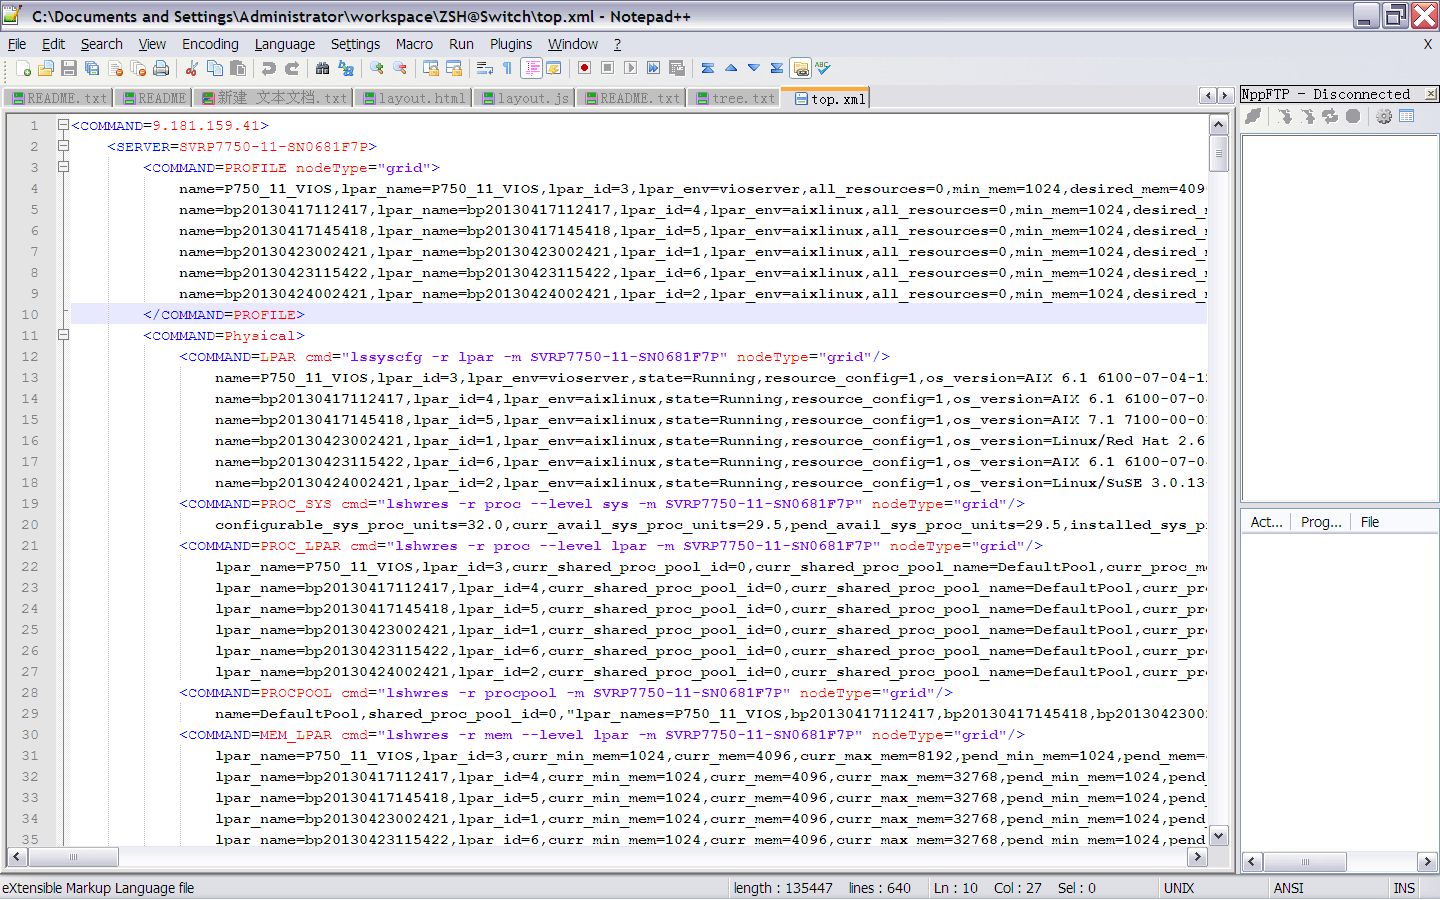 C:\Documents and Settings\Administrator\workspace\ZSH@Switch\top.xml - Notepad++
File Edit Search View Encoding Language Settings Macro Run Plugins Window ? X
README.txt README 新建 文本文档.txt layout.html layout.js README.txt tree.txt top.xml
NppFTP - Disconnected
1 <COMMAND=9.181.159.41>
2 <SERVER=SVRP7750-11-SN0681F7P>
3 <COMMAND=PROFILE nodeType="grid">
4 name=P750_11_VIOS,lpar_name=P750_11_VIOS,lpar_id=3,lpar_env=vioserver,all_resources=0,min_mem=1024,desired_mem=409
5 name=bp20130417112417,lpar_name=bp20130417112417,lpar_id=4,lpar_env=aixlinux,all_resources=0,min_mem=1024,desired_
6 name=bp20130417145418,lpar_name=bp20130417145418,lpar_id=5,lpar_env=aixlinux,all_resources=0,min_mem=1024,desired_
7 name=bp20130423002421,lpar_name=bp20130423002421,lpar_id=1,lpar_env=aixlinux,all_resources=0,min_mem=1024,desired_
8 name=bp20130423115422,lpar_name=bp20130423115422,lpar_id=6,lpar_env=aixlinux,all_resources=0,min_mem=1024,desired_
9 name=bp20130424002421,lpar_name=bp20130424002421,lpar_id=2,lpar_env=aixlinux,all_resources=0,min_mem=1024,desired_
10 </COMMAND=PROFILE>
11 <COMMAND=Physical>
12 <COMMAND=LPAR cmd="lssyscfg -r lpar -m SVRP7750-11-SN0681F7P" nodeType="grid"/>
13 name=P750_11_VIOS,lpar_id=3,lpar_env=vioserver,state=Running,resource_config=1,os_version=AIX 6.1 6100-07-04-1
14 name=bp20130417112417,lpar_id=4,lpar_env=aixlinux,state=Running,resource_config=1,os_version=AIX 6.1 6100-07-0
15 name=bp20130417145418,lpar_id=5,lpar_env=aixlinux,state=Running,resource_config=1,os_version=AIX 7.1 7100-00-0
16 name=bp20130423002421,lpar_id=1,lpar_env=aixlinux,state=Running,resource_config=1,os_version=Linux/Red Hat 2.6
17 name=bp20130423115422,lpar_id=6,lpar_env=aixlinux,state=Running,resource_config=1,os_version=AIX 6.1 6100-07-0
18 name=bp20130424002421,lpar_id=2,lpar_env=aixlinux,state=Running,resource_config=1,os_version=Linux/SuSE 3.0.13
19 <COMMAND=PROC_SYS cmd="lshwres -r proc --level sys -m SVRP7750-11-SN0681F7P" nodeType="grid"/>
20 configurable_sys_proc_units=32.0,curr_avail_sys_proc_units=29.5,pend_avail_sys_proc_units=29.5,installed_sys_p
21 <COMMAND=PROC_LPAR cmd="lshwres -r proc --level lpar -m SVRP7750-11-SN0681F7P" nodeType="grid"/>
22 lpar_name=P750_11_VIOS,lpar_id=3,curr_shared_proc_pool_id=0,curr_shared_proc_pool_name=DefaultPool,curr_proc_m
23 lpar_name=bp20130417112417,lpar_id=4,curr_shared_proc_pool_id=0,curr_shared_proc_pool_name=DefaultPool,curr_pr
24 lpar_name=bp20130417145418,lpar_id=5,curr_shared_proc_pool_id=0,curr_shared_proc_pool_name=DefaultPool,curr_pr
25 lpar_name=bp20130423002421,lpar_id=1,curr_shared_proc_pool_id=0,curr_shared_proc_pool_name=DefaultPool,curr_pr
26 lpar_name=bp20130423115422,lpar_id=6,curr_shared_proc_pool_id=0,curr_shared_proc_pool_name=DefaultPool,curr_pr
27 lpar_name=bp20130424002421,lpar_id=2,curr_shared_proc_pool_id=0,curr_shared_proc_pool_name=DefaultPool,curr_pr
28 <COMMAND=PROCPOOL cmd="lshwres -r procpool -m SVRP7750-11-SN0681F7P" nodeType="grid"/>
29 name=DefaultPool,shared_proc_pool_id=0,"lpar_names=P750_11_VIOS,bp20130417112417,bp20130417145418,bp2013042300
30 <COMMAND=MEM_LPAR cmd="lshwres -r mem --level lpar -m SVRP7750-11-SN0681F7P" nodeType="grid"/>
31 lpar_name=P750_11_VIOS,lpar_id=3,curr_min_mem=1024,curr_mem=4096,curr_max_mem=8192,pend_min_mem=1024,pend_mem=
32 lpar_name=bp20130417112417,lpar_id=4,curr_min_mem=1024,curr_mem=4096,curr_max_mem=32768,pend_min_mem=1024,pend
33 lpar_name=bp20130417145418,lpar_id=5,curr_min_mem=1024,curr_mem=4096,curr_max_mem=32768,pend_min_mem=1024,pend_
34 lpar_name=bp20130423002421,lpar_id=1,curr_min_mem=1024,curr_mem=4096,curr_max_mem=32768,pend_min_mem=1024,pend_
35 lpar_name=bp20130423115422,lpar_id=6,curr_min_mem=1024,curr_mem=4096,curr_max_mem=32768,pend_min_mem=1024,pend_
Act... Prog... File
eXtensible Markup Language file length : 135447 lines : 640 Ln : 10 Col : 27 Sel : 0 UNIX ANSI INS